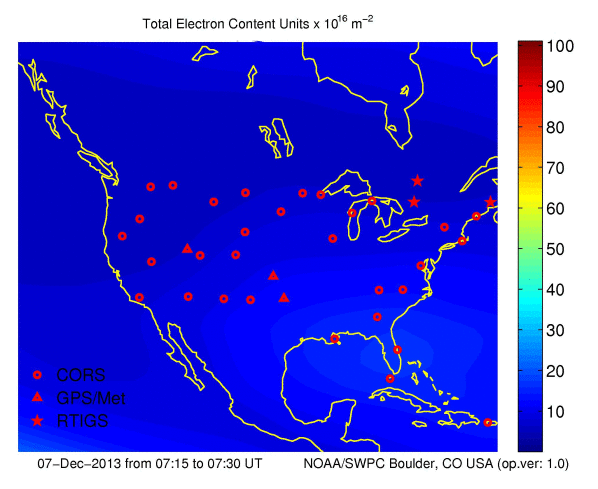 Total Electron Content Units x 10^16 m^-2
100
90
80
70
60
50
40
30
20
10
CORS
GPS/Met
RTIGS
07-Dec-2013 from 07:15 to 07:30 UT NOAA/SWPC Boulder, CO USA (op.ver: 1.0)